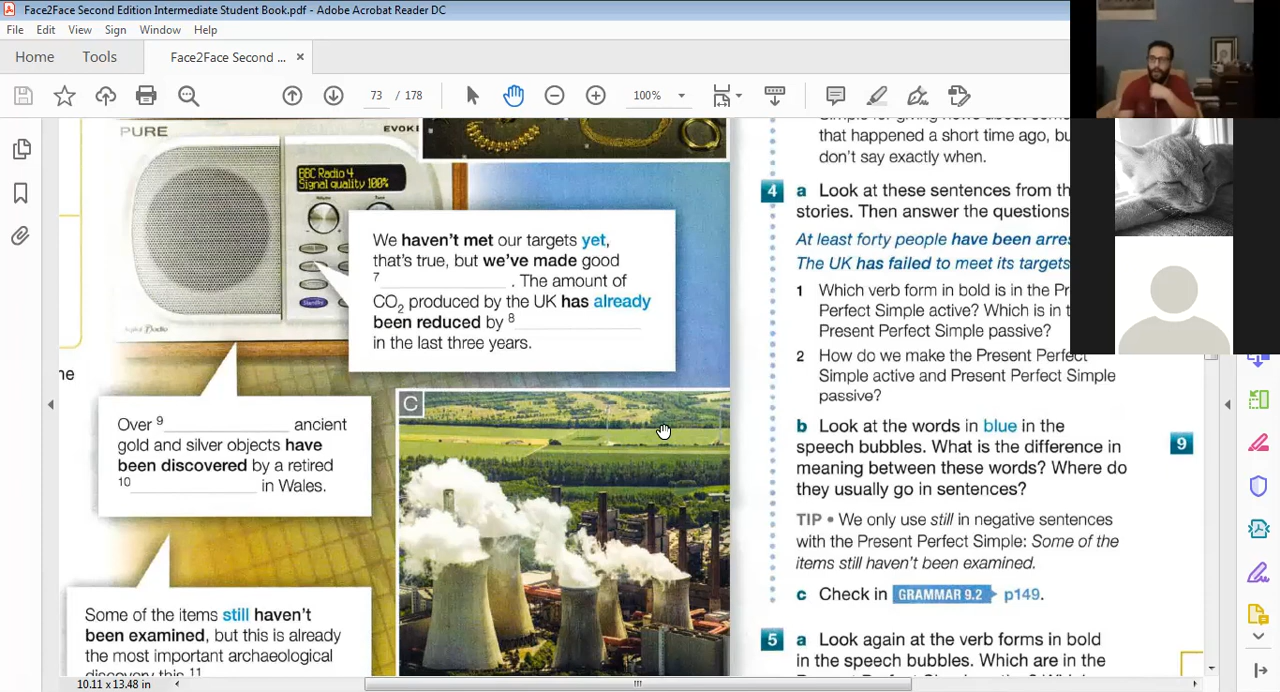 Face2Face Second Edition Intermediate Student Book.pdf - Adobe Acrobat Reader DC
File Edit View Sign Window Help
Home Tools Face2Face Second ... ×
73 / 178 100%
PURE EVOKE
BBC Radio 4
Signal quality 100%
We haven't met our targets yet,
that's true, but we've made good
7 ____________ . The amount of
CO2 produced by the UK has already
been reduced by 8 ____________
in the last three years.
Over 9 ____________ ancient
gold and silver objects have
been discovered by a retired
10 ____________ in Wales.
Some of the items still haven't
been examined, but this is already
the most important archaeological
discovery this 11
C
that happened a short time ago, bu
don't say exactly when.
4 a Look at these sentences from th
stories. Then answer the questions
At least forty people have been arre
The UK has failed to meet its targets
1 Which verb form in bold is in the Pr
Perfect Simple active? Which is in t
Present Perfect Simple passive?
2 How do we make the Present Perfect
Simple active and Present Perfect Simple
passive?
b Look at the words in blue in the
speech bubbles. What is the difference in
meaning between these words? Where do
they usually go in sentences?
TIP • We only use still in negative sentences
with the Present Perfect Simple: Some of the
items still haven't been examined.
c Check in GRAMMAR 9.2 p149.
5 a Look again at the verb forms in bold
in the speech bubbles. Which are in the
9
10.11 x 13.48 in